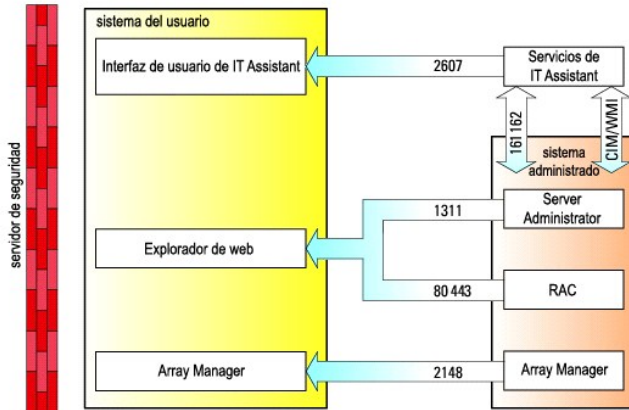 servidor de seguridad
sistema del usuario
Interfaz de usuario de IT Assistant
2607
Servicios de
IT Assistant
161 162
CIM/WMI
sistema
administrado
Explorador de web
1311
Server
Administrator
80 443
RAC
Array Manager
2148
Array Manager